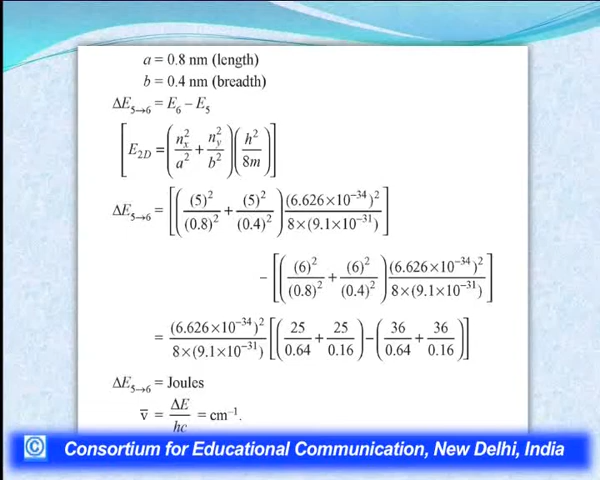 a = 0.8 nm (length)
b = 0.4 nm (breadth)
ΔE₅→₆ = E₆ – E₅
[E₂D = (nₓ²/a² + n_y²/b²)(h²/8m)]
ΔE₅→₆ = [((5)²/(0.8)² + (5)²/(0.4)²) (6.626×10⁻³⁴)²/8×(9.1×10⁻³¹)]
– [((6)²/(0.8)² + (6)²/(0.4)²) (6.626×10⁻³⁴)²/8×(9.1×10⁻³¹)]
= (6.626×10⁻³⁴)²/8×(9.1×10⁻³¹) [(25/0.64 + 25/0.16) – (36/0.64 + 36/0.16)]
ΔE₅→₆ = Joules
v̅ = ΔE/hc = cm⁻¹.
© Consortium for Educational Communication, New Delhi, India